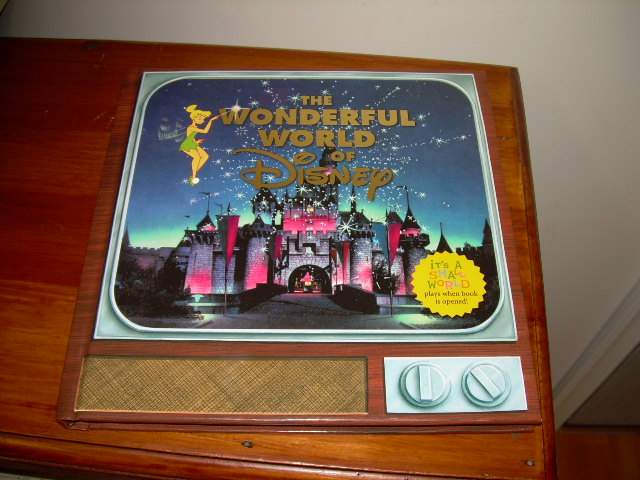 THE
WONDERFUL
WORLD
OF
Disney
IT'S A
SMALL
WORLD
plays when book
is opened!